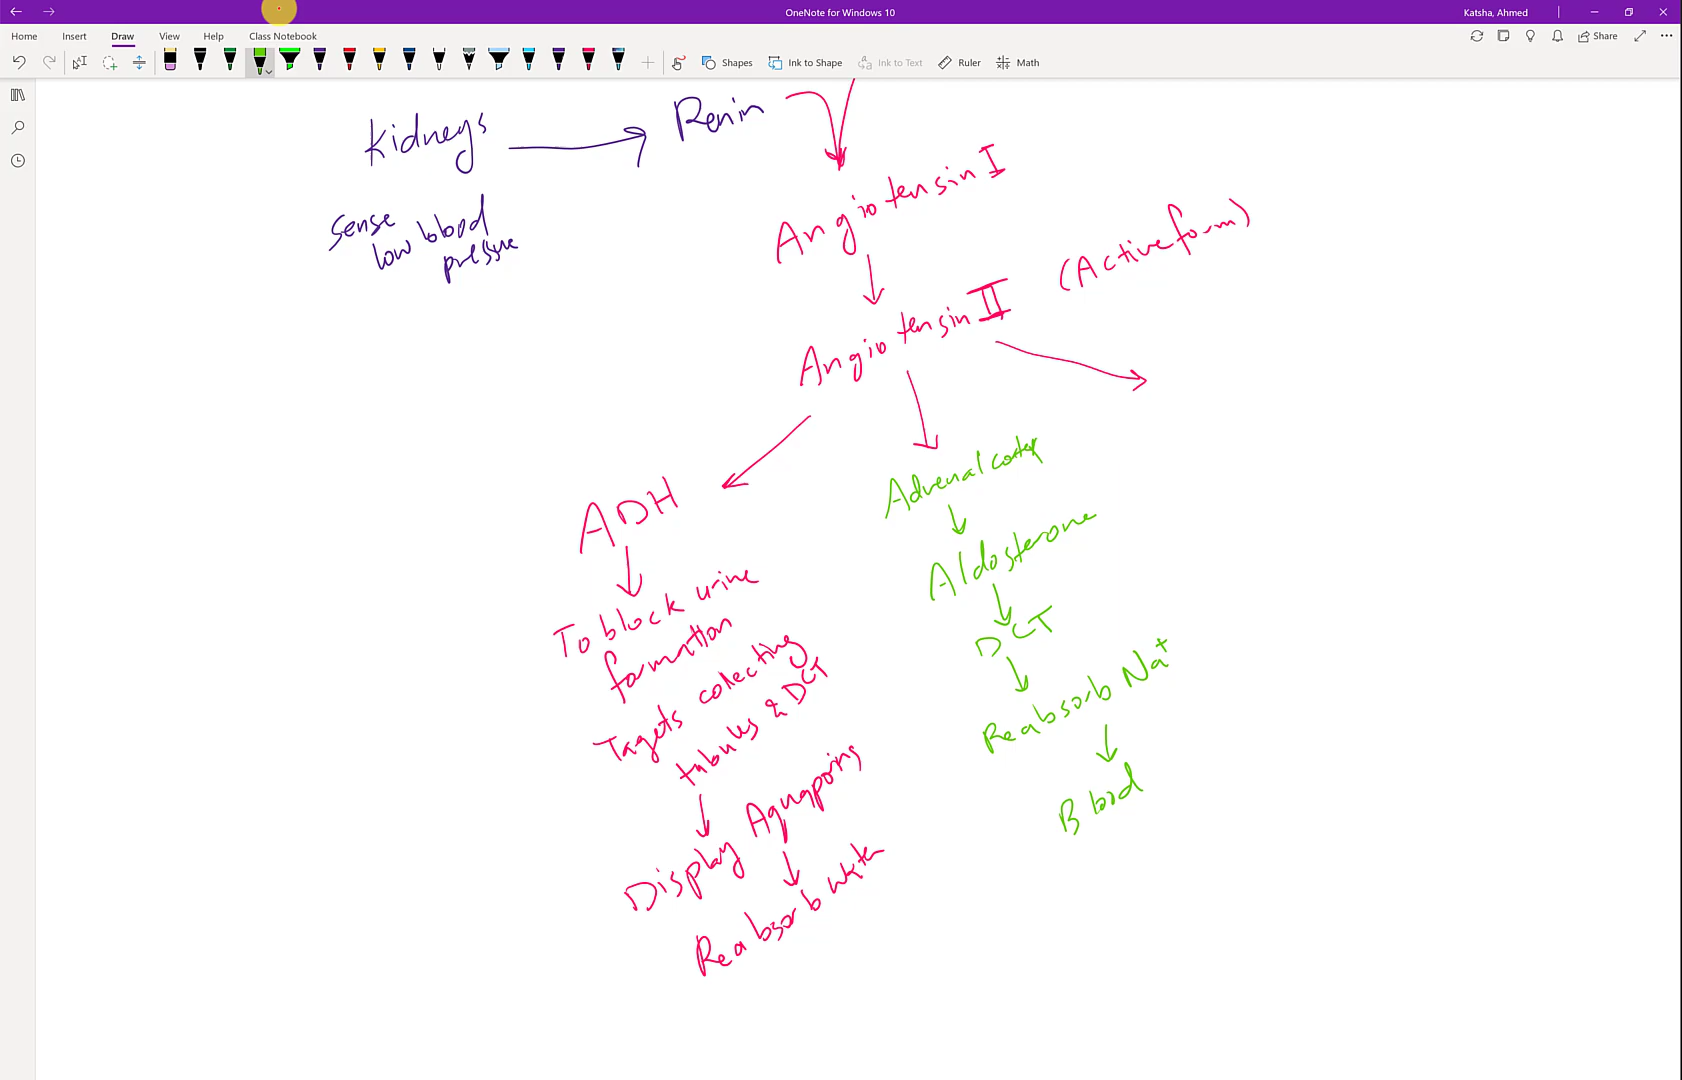 OneNote for Windows 10
Katsha, Ahmed
Home Insert Draw View Help Class Notebook
Share
Shapes Ink to Shape Ink to Text Ruler Math
Kidneys
Renin
sense
low blood
pressure
Angiotensin I
(Active form)
Angiotensin II
ADH
To block urine
formation
Tagets collecting
tubules & DCT
Display Aquaporins
Reabsorb water
Adrenal cortex
Aldosterone
DCT
Reabsorb Na+
Blood